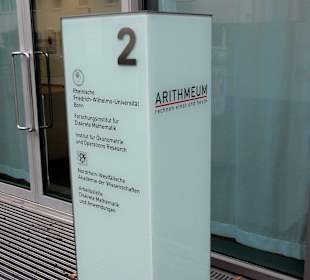 2
Rheinische
Friedrich-Wilhelms-Universität
Bonn
Forschungsinstitut für
Diskrete Mathematik
Institut für Ökonometrie
und Operations Research
Nordrhein-Westfälische
Akademie der Wissenschaften
Arbeitsstelle
Diskrete Mathematik
und Anwendungen
ARITHMEUM
rechnen einst und heute